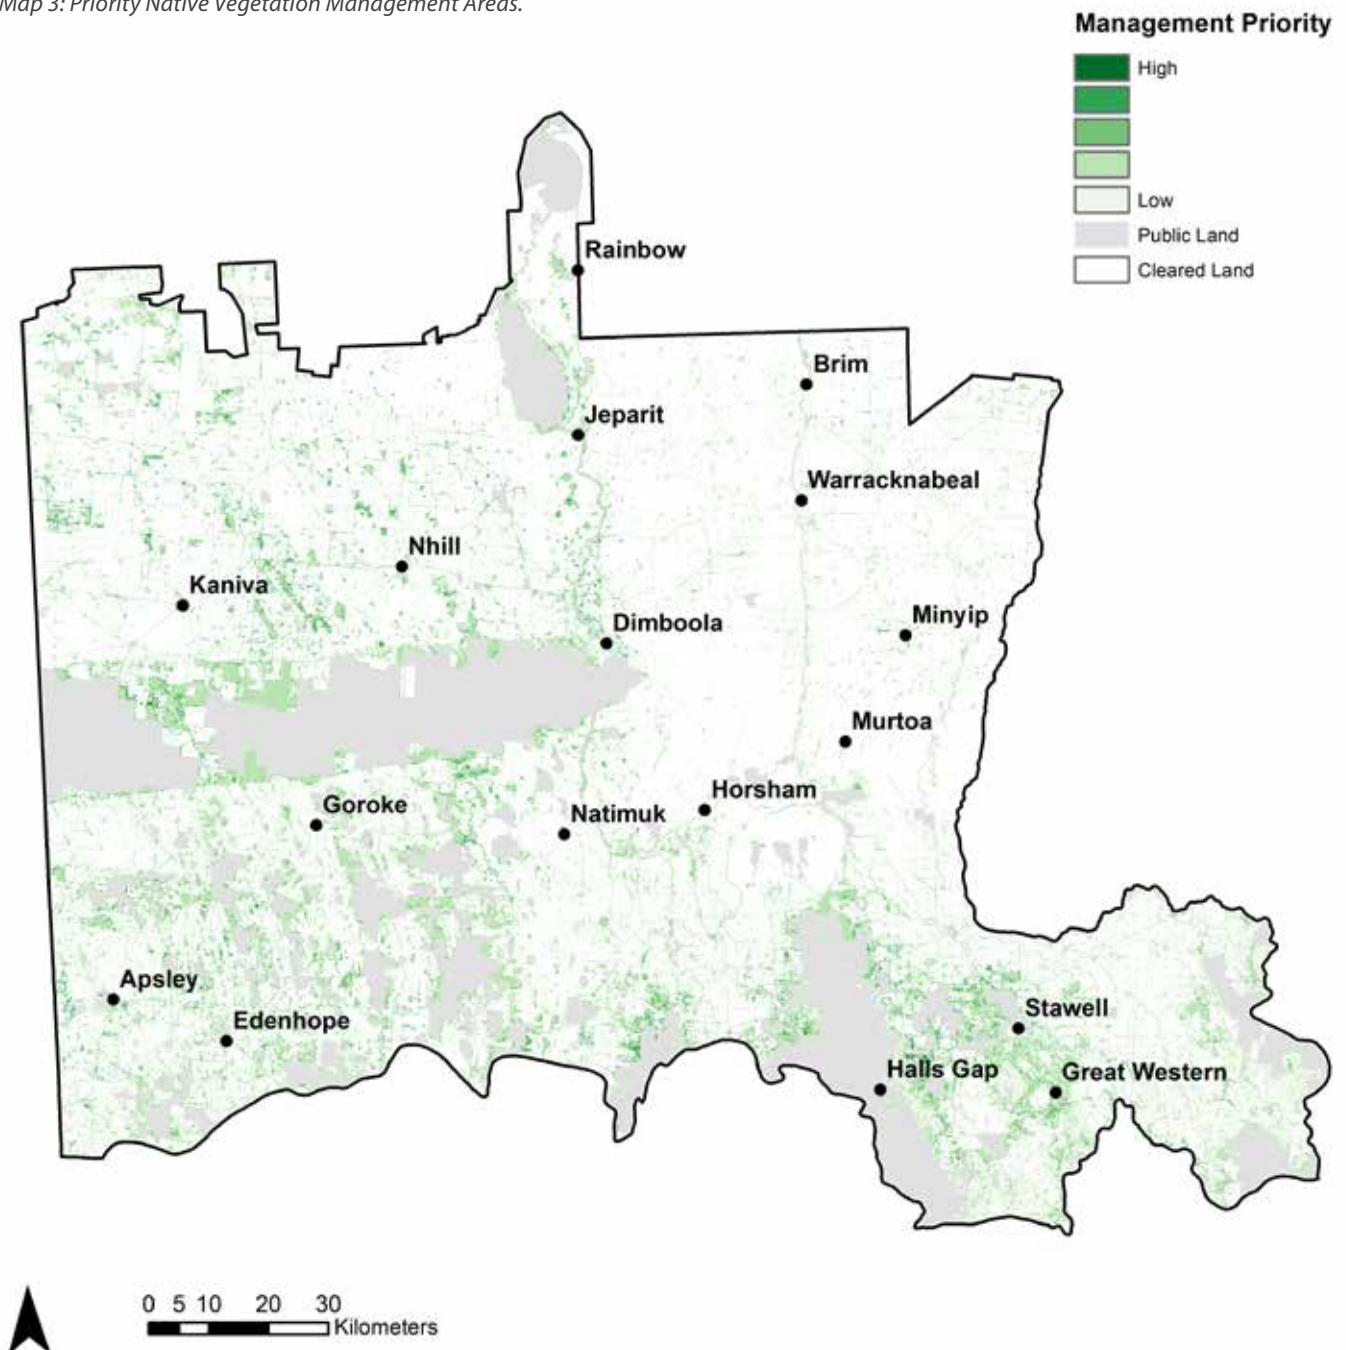 Map 3: Priority Native Vegetation Management Areas.
Management Priority
High
Low
Public Land
Cleared Land
Rainbow
Brim
Jeparit
Warracknabeal
Nhill
Kaniva
Minyip
Dimboola
Murtoa
Horsham
Goroke
Natimuk
Apsley
Stawell
Edenhope
Halls Gap
Great Western
0 5 10 20 30
Kilometers